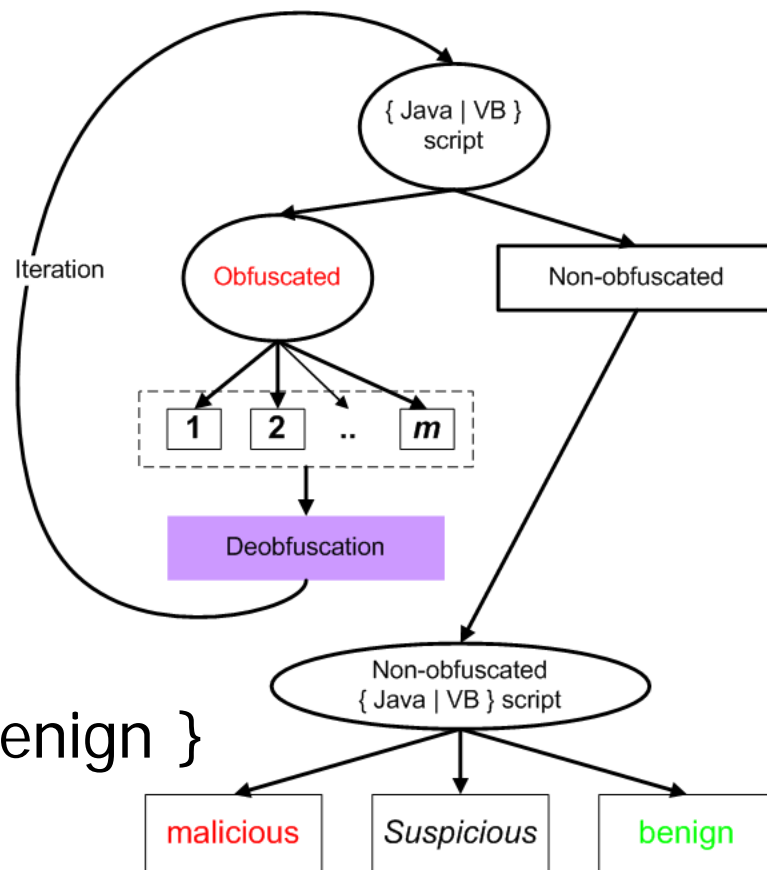 { Java | VB }
script
Iteration
Obfuscated
Non-obfuscated
1 2 .. m
Deobfuscation
Non-obfuscated
{ Java | VB } script
enign }
malicious
Suspicious
benign